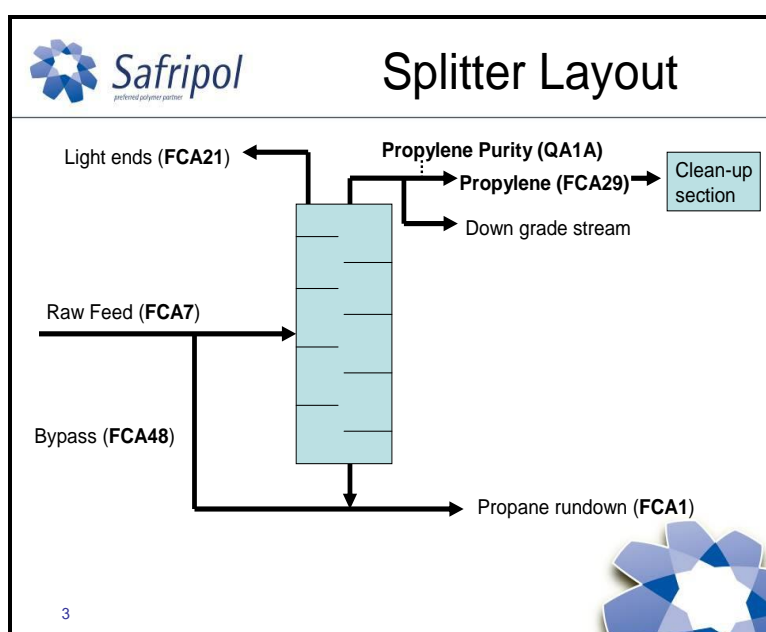 Safripol
preferred polymer partner
Splitter Layout
Light ends (FCA21)
Propylene Purity (QA1A)
Propylene (FCA29)
Clean-up
section
Down grade stream
Raw Feed (FCA7)
Bypass (FCA48)
Propane rundown (FCA1)
3